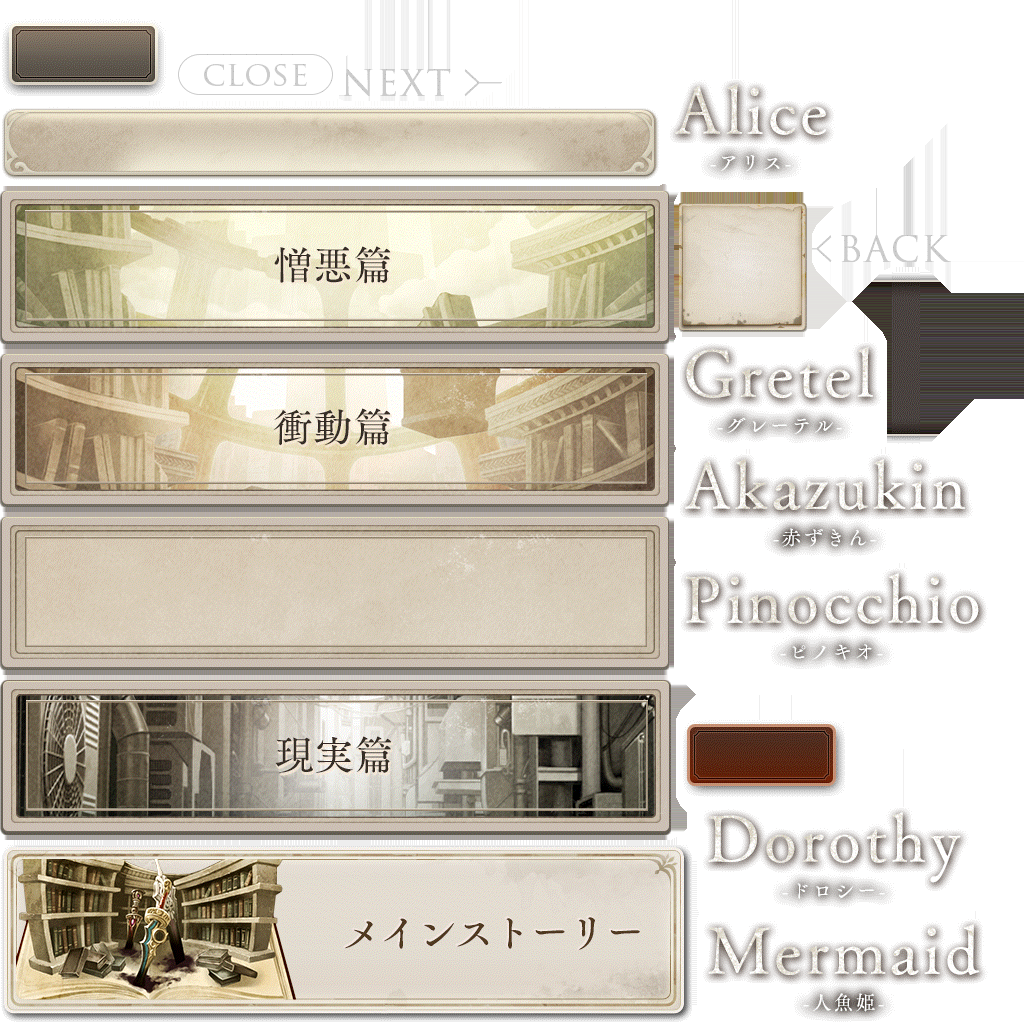 CLOSE
NEXT
Alice
-アリス-
憎悪篇
BACK
Gretel
-グレーテル-
衝動篇
Akazukin
-赤ずきん-
Pinocchio
-ピノキオ-
現実篇
Dorothy
-ドロシー-
メインストーリー
Mermaid
-人魚姫-